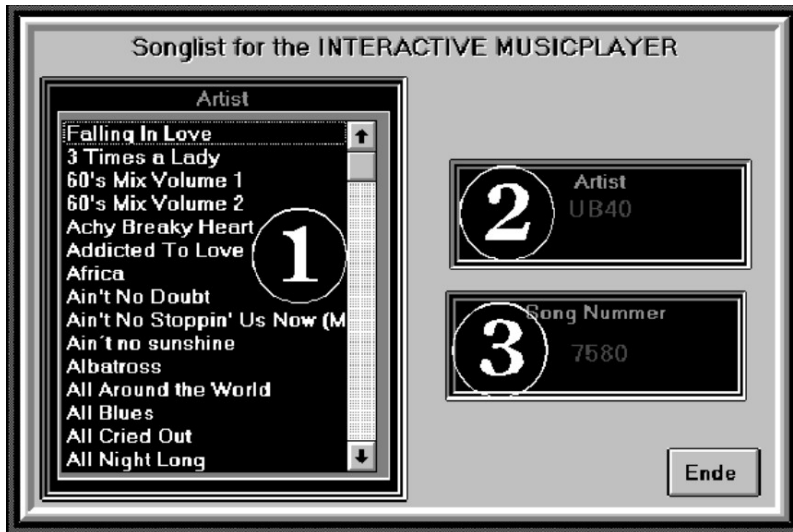 Songlist for the INTERACTIVE MUSICPLAYER
Artist
Falling In Love
3 Times a Lady
60's Mix Volume 1
60's Mix Volume 2
Achy Breaky Heart
Addicted To Love
Africa
Ain't No Doubt
Ain't No Stoppin' Us Now (M
Ain´t no sunshine
Albatross
All Around the World
All Blues
All Cried Out
All Night Long
1
2
Artist
UB40
3
Song Nummer
7580
Ende